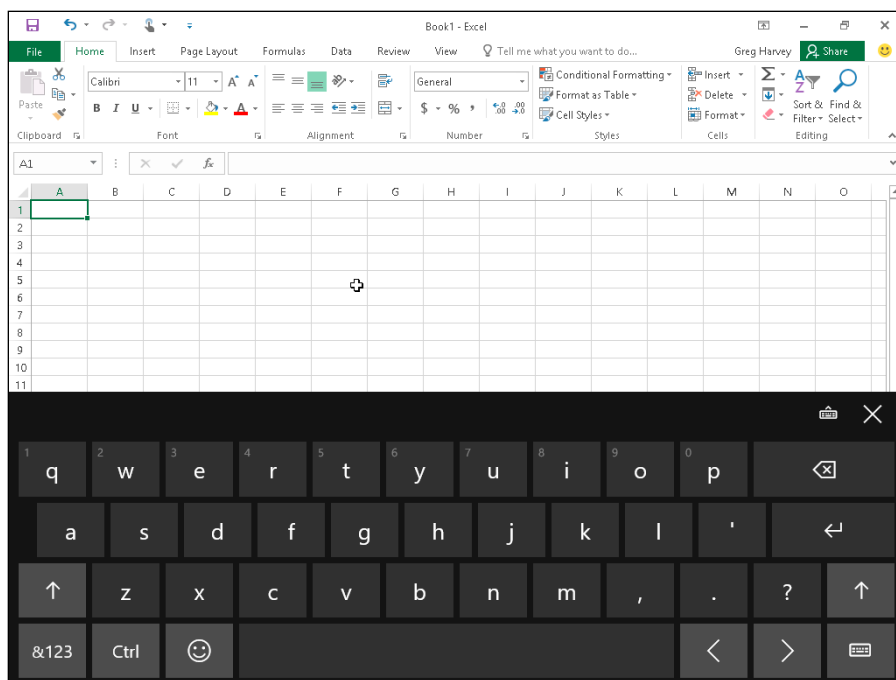 Book1 - Excel
File Home Insert Page Layout Formulas Data Review View Tell me what you want to do... Greg Harvey Share
Calibri 11 A A General Conditional Formatting Insert Σ A Z
Paste B I U A $ % , .00 .0 Format as Table Delete Sort & Find &
Cell Styles Format Filter Select
Clipboard Font Alignment Number Styles Cells Editing
A1 fx
A B C D E F G H I J K L M N O
1
2
3
4
5
6
7
8
9
10
11
1 q 2 w 3 e 4 r 5 t 6 y 7 u 8 i 9 o 0 p
a s d f g h j k l '
z x c v b n m , . ?
&123 Ctrl < >